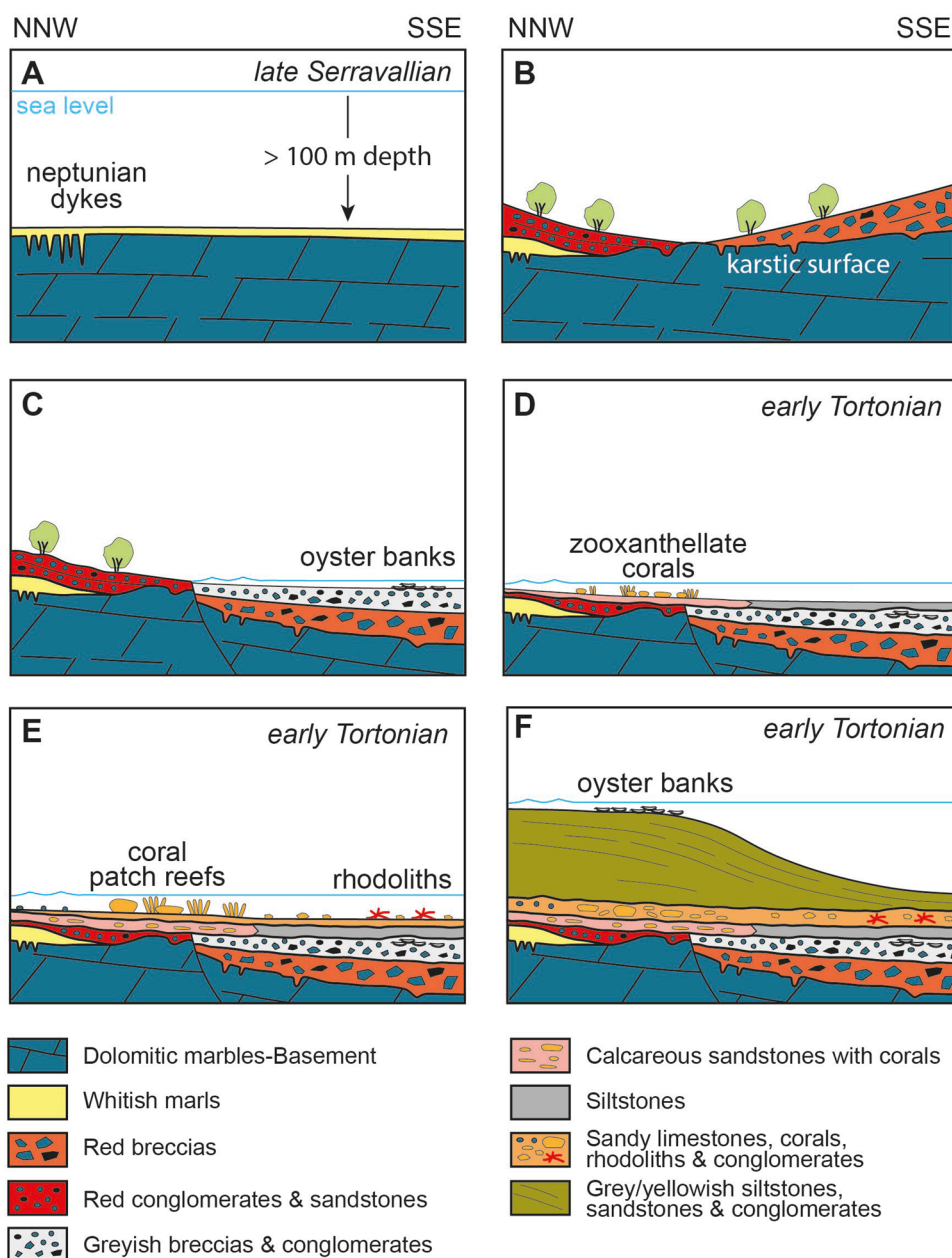 NNW SSE NNW SSE
A late Serravallian
sea level
> 100 m depth
neptunian
dykes
B
karstic surface
C
oyster banks
D early Tortonian
zooxanthellate
corals
E early Tortonian
coral
patch reefs
rhodoliths
F early Tortonian
oyster banks
Dolomitic marbles-Basement
Whitish marls
Red breccias
Red conglomerates & sandstones
Greyish breccias & conglomerates
Calcareous sandstones with corals
Siltstones
Sandy limestones, corals,
rhodoliths & conglomerates
Grey/yellowish siltstones,
sandstones & conglomerates